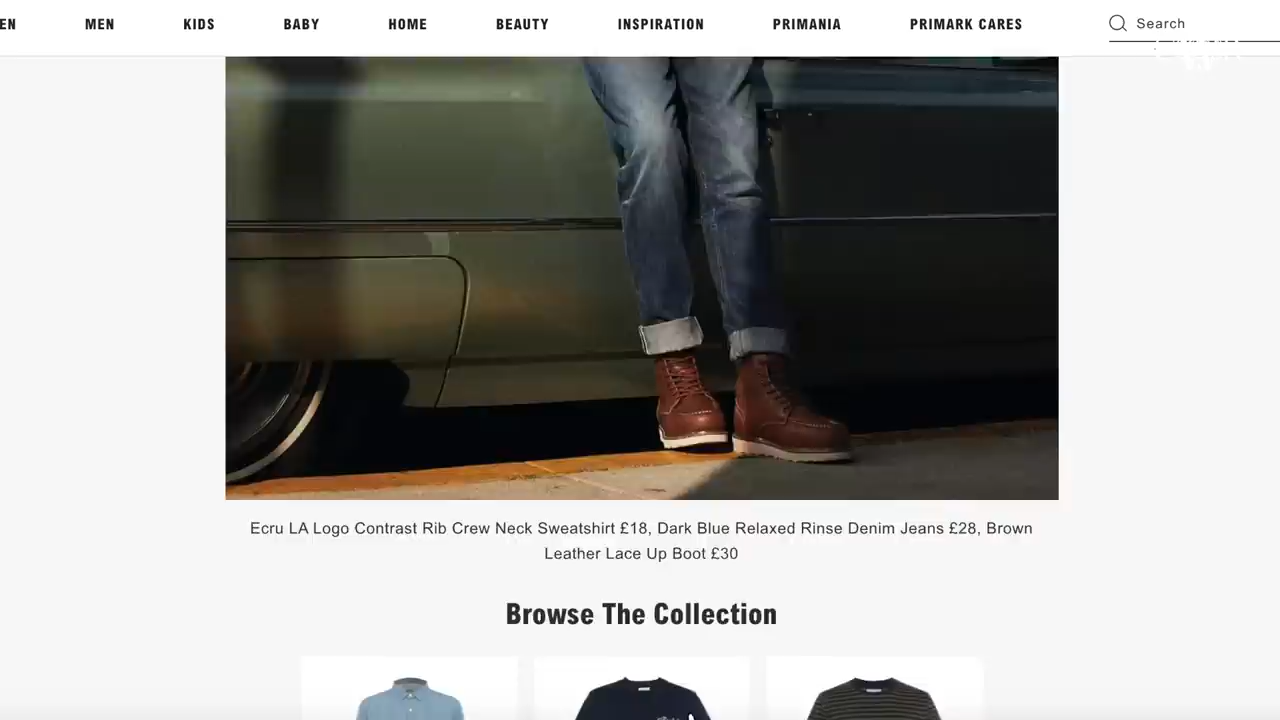 EN MEN KIDS BABY HOME BEAUTY INSPIRATION PRIMANIA PRIMARK CARES Search
Ecru LA Logo Contrast Rib Crew Neck Sweatshirt £18, Dark Blue Relaxed Rinse Denim Jeans £28, Brown
Leather Lace Up Boot £30
Browse The Collection